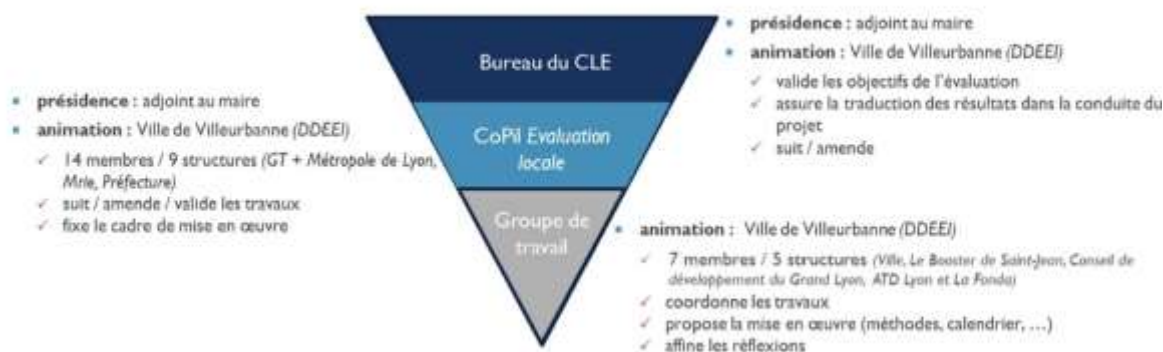 Bureau du CLE
CoPil Evaluation
locale
Groupe de
travail
présidence : adjoint au maire
animation : Ville de Villeurbanne (DDEEI)
✓ 14 membres / 9 structures (GT + Métropole de Lyon,
Mrie, Préfecture)
✓ suit / amende / valide les travaux
✓ fixe le cadre de mise en œuvre
présidence : adjoint au maire
animation : Ville de Villeurbanne (DDEEI)
✓ valide les objectifs de l'évaluation
✓ assure la traduction des résultats dans la conduite du
projet
✓ suit / amende
animation : Ville de Villeurbanne (DDEEI)
✓ 7 membres / 5 structures (Ville, Le Booster de Saint-Jean, Conseil de
développement du Grand Lyon, ATD Lyon et La Fonda)
✓ coordonne les travaux
✓ propose la mise en œuvre (méthodes, calendrier, …)
✓ affine les réflexions